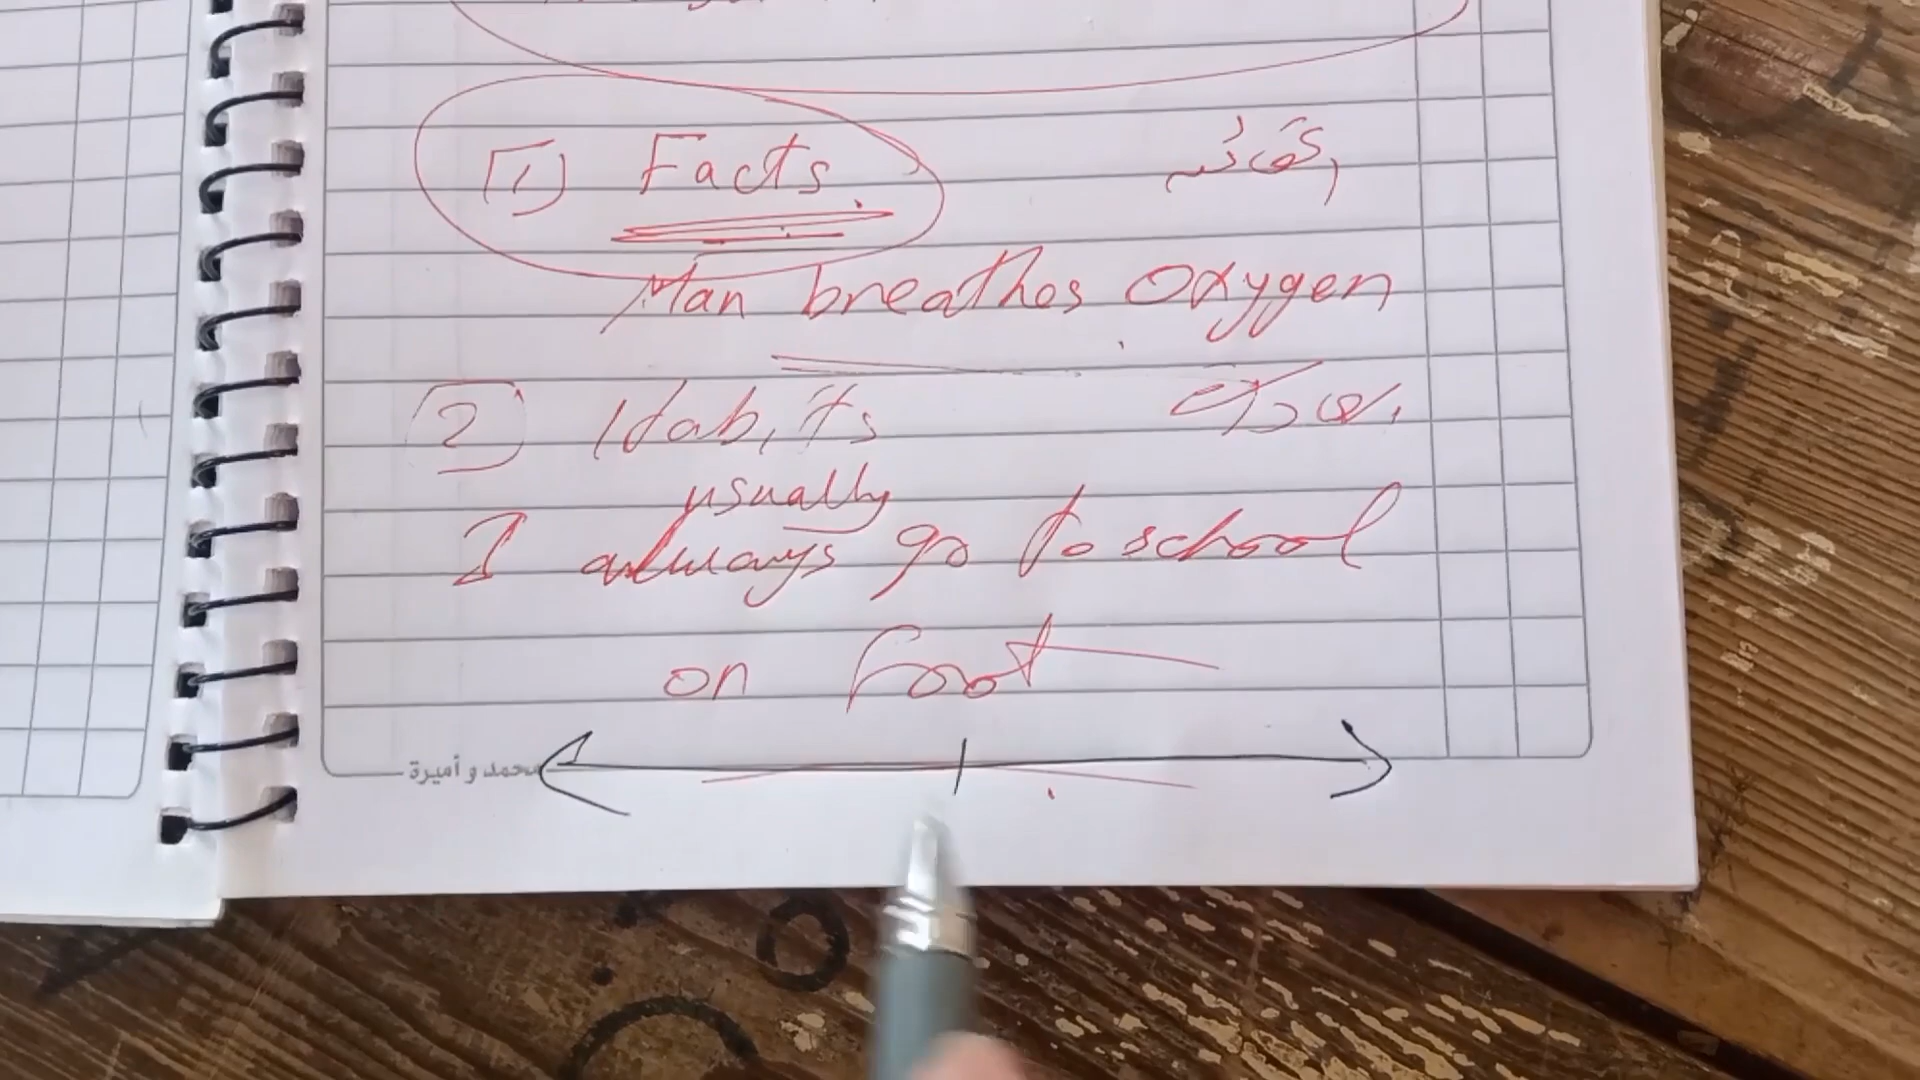 [1] Facts. حقائق
Man breathes oxygen
[2] Habits عادات
usually
I always go to school
on foot
محمد و أميرة